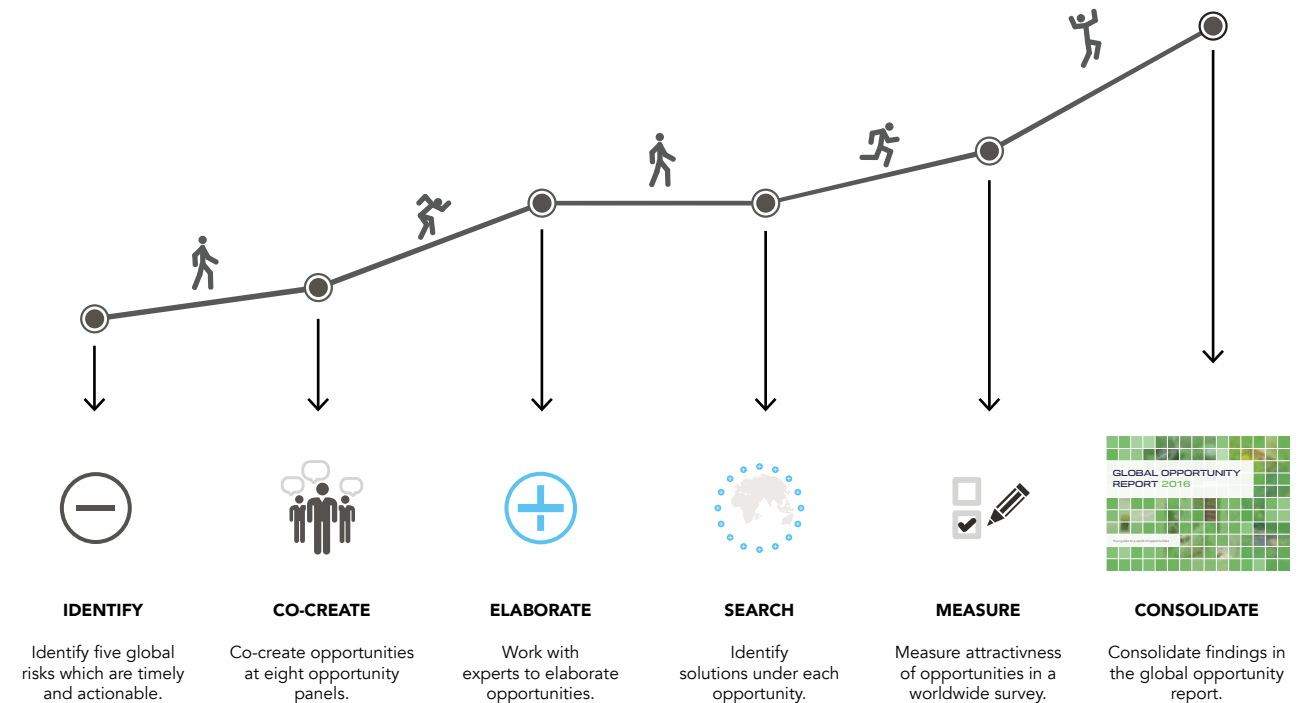 GLOBAL OPPORTUNITY
REPORT 2016
IDENTIFY
Identify five global
risks which are timely
and actionable.
CO-CREATE
Co-create opportunities
at eight opportunity
panels.
ELABORATE
Work with
experts to elaborate
opportunities.
SEARCH
Identify
solutions under each
opportunity.
MEASURE
Measure attractivness
of opportunities in a
worldwide survey.
CONSOLIDATE
Consolidate findings in
the global opportunity
report.